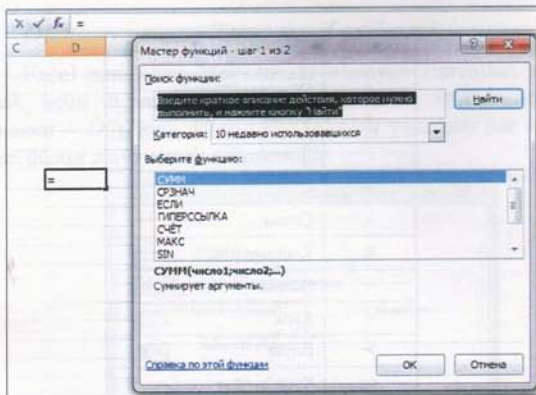 =
C D
=
Мастер функций - шаг 1 из 2
Поиск функции:
Введите краткое описание действия, которое нужно
выполнить, и нажмите кнопку "Найти"
Найти
Категория: 10 недавно использовавшихся
Выберите функцию:
СУММ
СРЗНАЧ
ЕСЛИ
ГИПЕРССЫЛКА
СЧЁТ
МАКС
SIN
СУММ(число1;число2;...)
Суммирует аргументы.
Справка по этой функции
ОК
Отмена